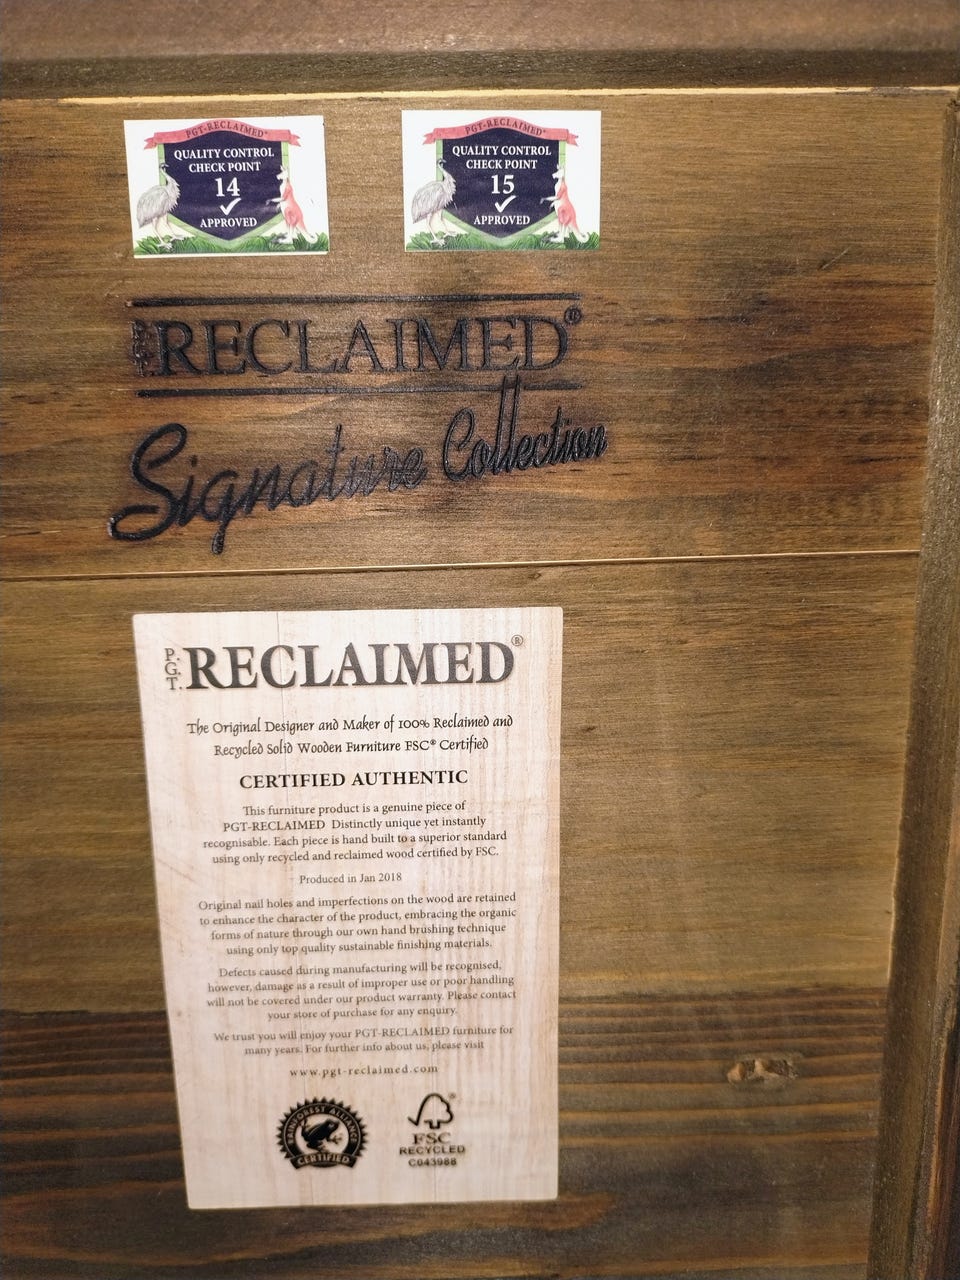 PGT-RECLAIMED®
QUALITY CONTROL
CHECK POINT
14
APPROVED
PGT-RECLAIMED®
QUALITY CONTROL
CHECK POINT
15
APPROVED
P.G.T. RECLAIMED®
Signature Collection
P.G.T. RECLAIMED®
The Original Designer and Maker of 100% Reclaimed and
Recycled Solid Wooden Furniture FSC® Certified
CERTIFIED AUTHENTIC
This furniture product is a genuine piece of
PGT-RECLAIMED Distinctly unique yet instantly
recognisable. Each piece is hand built to a superior standard
using only recycled and reclaimed wood certified by FSC.
Produced in Jan 2018
Original nail holes and imperfections on the wood are retained
to enhance the character of the product, embracing the organic
forms of nature through our own hand brushing technique
using only top quality sustainable finishing materials.
Defects caused during manufacturing will be recognised,
however, damage as a result of improper use or poor handling
will not be covered under our product warranty. Please contact
your store of purchase for any enquiry.
We trust you will enjoy your PGT-RECLAIMED furniture for
many years. For further info about us, please visit
www.pgt-reclaimed.com
RAINFOREST ALLIANCE
CERTIFIED
FSC®
RECYCLED
C043988